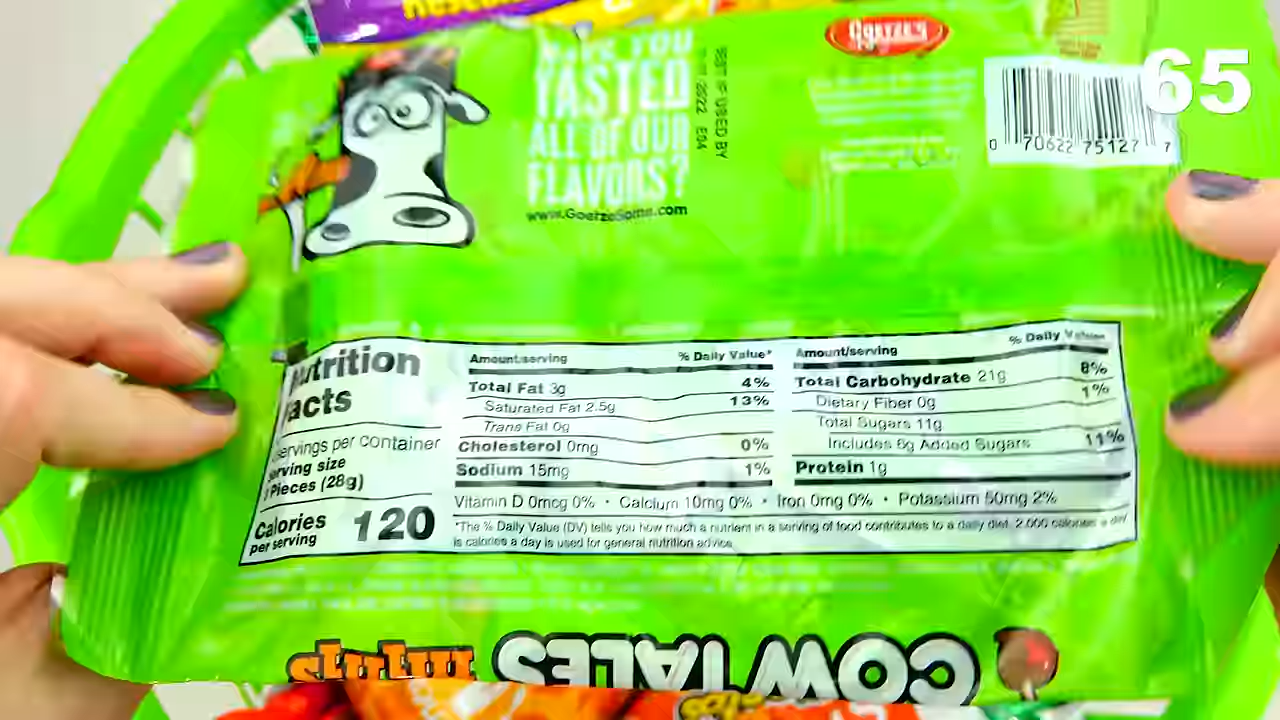 Goetze's
65
HAVE YOU
TASTED
ALL OF OUR
FLAVORS?
www.GoetzeSome.com
BEST IF USED BY
2022 E04
0 70622 75127 7
Nutrition
Facts
servings per Container
Serving size
Pieces (28g)
Calories
per serving
120
Amount/serving % Daily Value*
Total Fat 3g 4%
Saturated Fat 2.5g 13%
Trans Fat 0g
Cholesterol 0mg 0%
Sodium 15mg 1%
Amount/serving % Daily Value*
Total Carbohydrate 21g 8%
Dietary Fiber 0g 1%
Total Sugars 11g
Includes 6g Added Sugars 11%
Protein 1g
Vitamin D 0mcg 0% • Calcium 10mg 0% • Iron 0mg 0% • Potassium 50mg 2%
*The % Daily Value (DV) tells you how much a nutrient in a serving of food contributes to a daily diet. 2,000 calories a day
is calories a day is used for general nutrition advice
COW TALES
minis